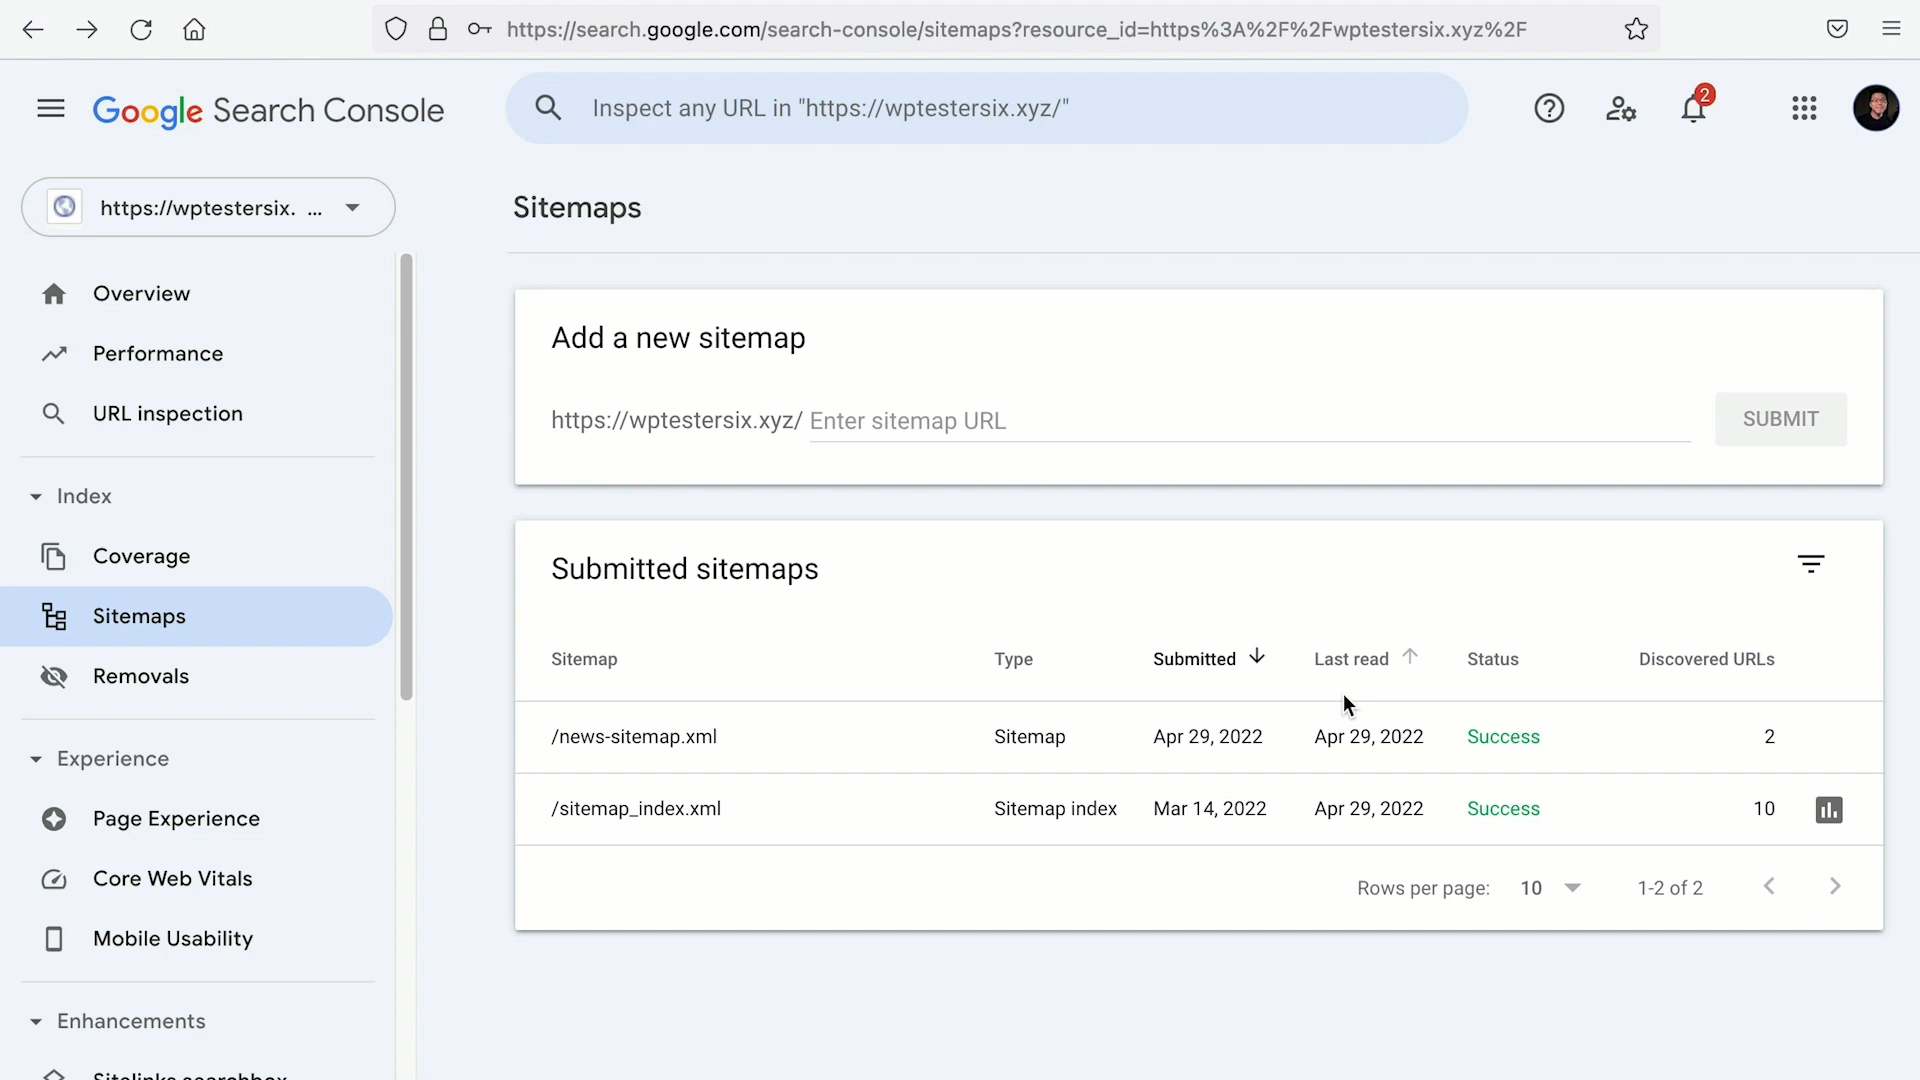 https://search.google.com/search-console/sitemaps?resource_id=https%3A%2F%2Fwptestersix.xyz%2F
Google Search Console
Inspect any URL in "https://wptestersix.xyz/"
2
https://wptestersix. ...
Sitemaps
Overview
Performance
URL inspection
Index
Coverage
Sitemaps
Removals
Experience
Page Experience
Core Web Vitals
Mobile Usability
Enhancements
Sitelinks searchbox
Add a new sitemap
https://wptestersix.xyz/ Enter sitemap URL
SUBMIT
Submitted sitemaps
Sitemap Type Submitted Last read Status Discovered URLs
/news-sitemap.xml Sitemap Apr 29, 2022 Apr 29, 2022 Success 2
/sitemap_index.xml Sitemap index Mar 14, 2022 Apr 29, 2022 Success 10
Rows per page: 10 1-2 of 2